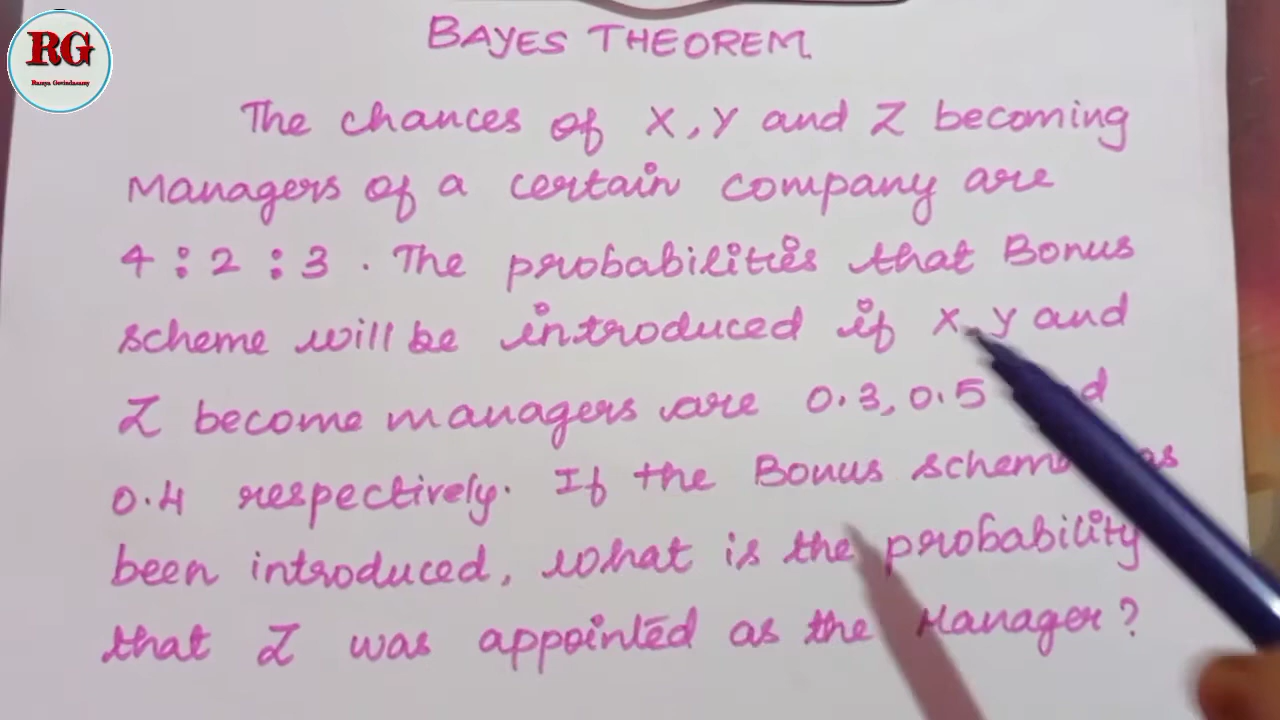 RG
Ramya Govindasamy
BAYES THEOREM
The chances of X, Y and Z becoming
Managers of a certain company are
4 : 2 : 3 . The probabilities that Bonus
scheme will be introduced if X, Y and
Z become managers are 0.3, 0.5
0.4 respectively. If the Bonus scheme
been introduced, what is the probability
that Z was appointed as the Manager?